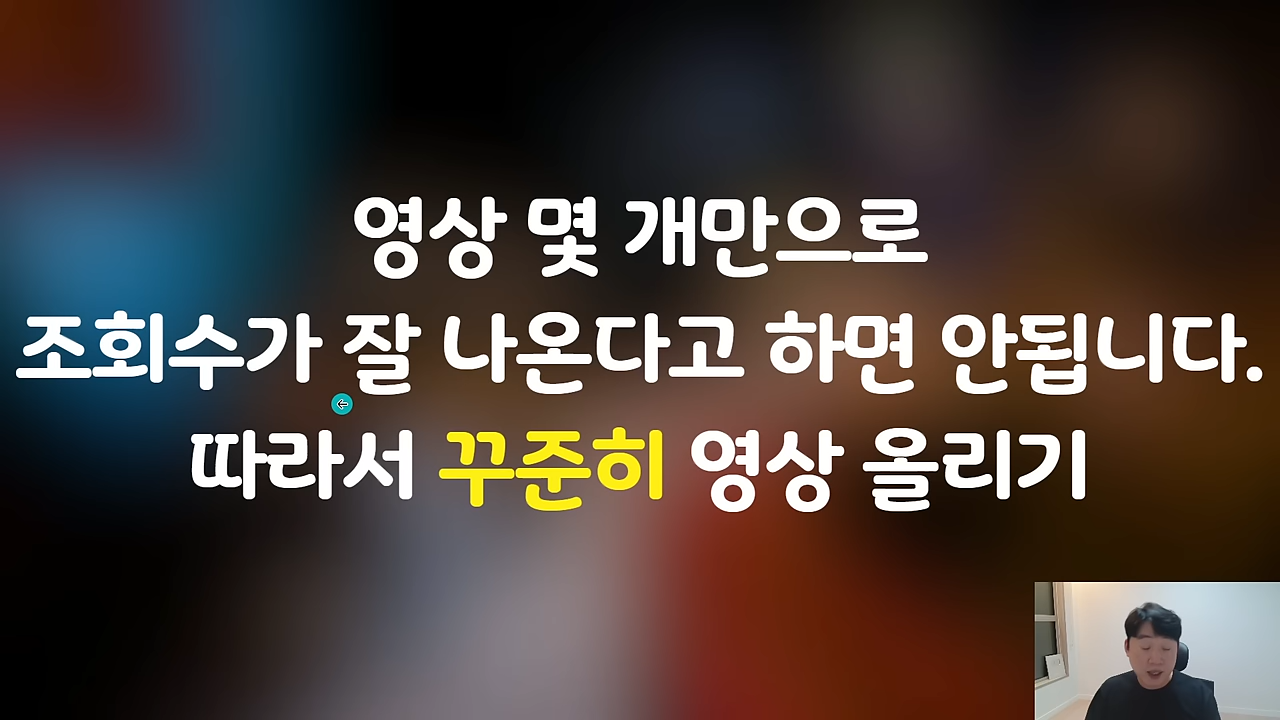 영상 몇 개만으로
조회수가 잘 나온다고 하면 안됩니다.
따라서 꾸준히 영상 올리기